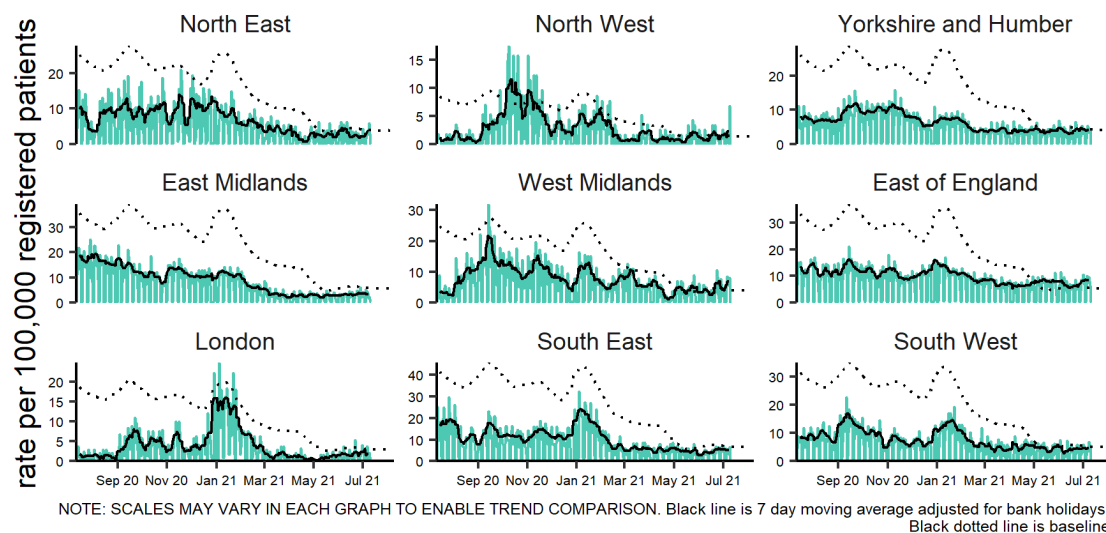 rate per 100,000 registered patients
North East
20
10
0
North West
15
10
5
0
Yorkshire and Humber
20
10
0
East Midlands
30
20
10
0
West Midlands
30
20
10
0
East of England
30
20
10
0
London
20
15
10
5
0
Sep 20 Nov 20 Jan 21 Mar 21 May 21 Jul 21
South East
40
30
20
10
0
Sep 20 Nov 20 Jan 21 Mar 21 May 21 Jul 21
South West
30
20
10
0
Sep 20 Nov 20 Jan 21 Mar 21 May 21 Jul 21
NOTE: SCALES MAY VARY IN EACH GRAPH TO ENABLE TREND COMPARISON. Black line is 7 day moving average adjusted for bank holidays
Black dotted line is baseline